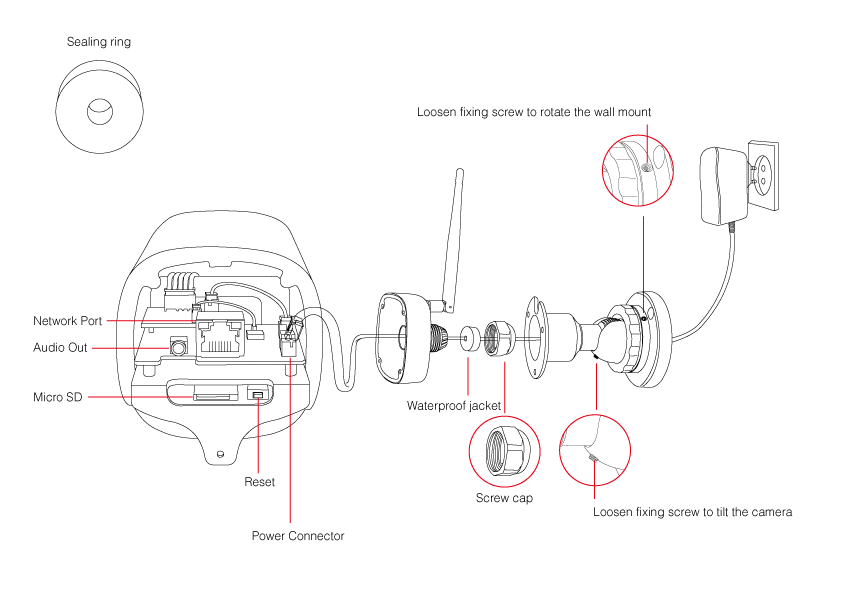 Sealing ring
Loosen fixing screw to rotate the wall mount
Network Port
Audio Out
Micro SD
Waterproof jacket
Reset
Screw cap
Loosen fixing screw to tilt the camera
Power Connector